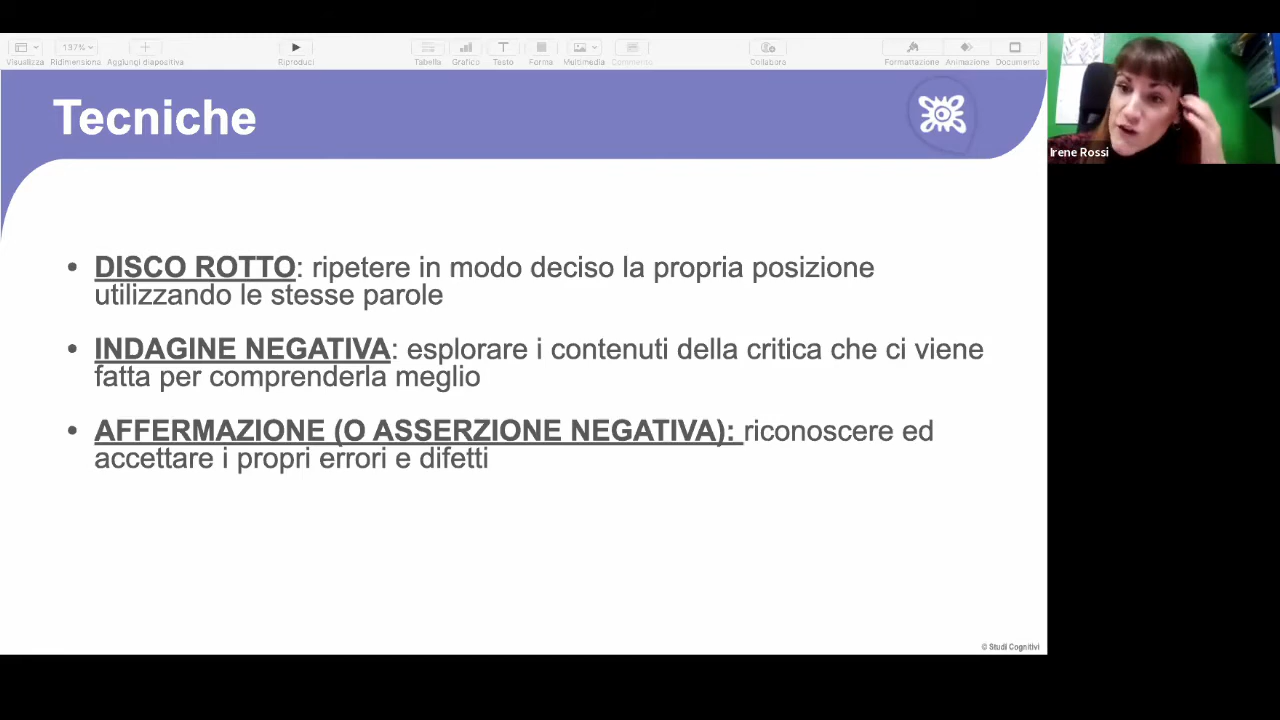 137%
Visualizza
Ridimensiona
Aggiungi diapositiva
Riproduci
Tabella
Grafico
Testo
Forma
Multimedia
Commento
Collabora
Formattazione
Animazione
Documento
Tecniche
Irene Rossi
• DISCO ROTTO: ripetere in modo deciso la propria posizione
utilizzando le stesse parole
• INDAGINE NEGATIVA: esplorare i contenuti della critica che ci viene
fatta per comprenderla meglio
• AFFERMAZIONE (O ASSERZIONE NEGATIVA): riconoscere ed
accettare i propri errori e difetti
© Studi Cognitivi